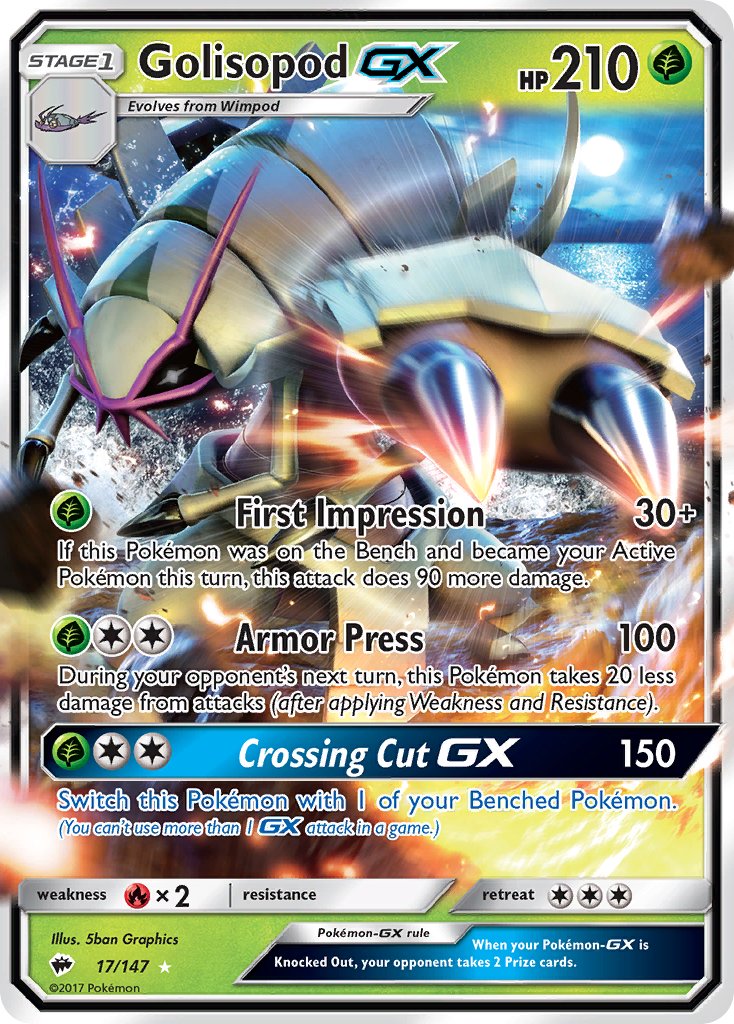 STAGE1 Golisopod GX HP210
Evolves from Wimpod
First Impression 30+
If this Pokémon was on the Bench and became your Active
Pokémon this turn, this attack does 90 more damage.
Armor Press 100
During your opponent's next turn, this Pokémon takes 20 less
damage from attacks (after applying Weakness and Resistance).
Crossing Cut GX 150
Switch this Pokémon with 1 of your Benched Pokémon.
(You can't use more than 1 GX attack in a game.)
weakness ×2 resistance retreat
Illus. 5ban Graphics
17/147
©2017 Pokémon
Pokémon-GX rule
When your Pokémon-GX is
Knocked Out, your opponent takes 2 Prize cards.